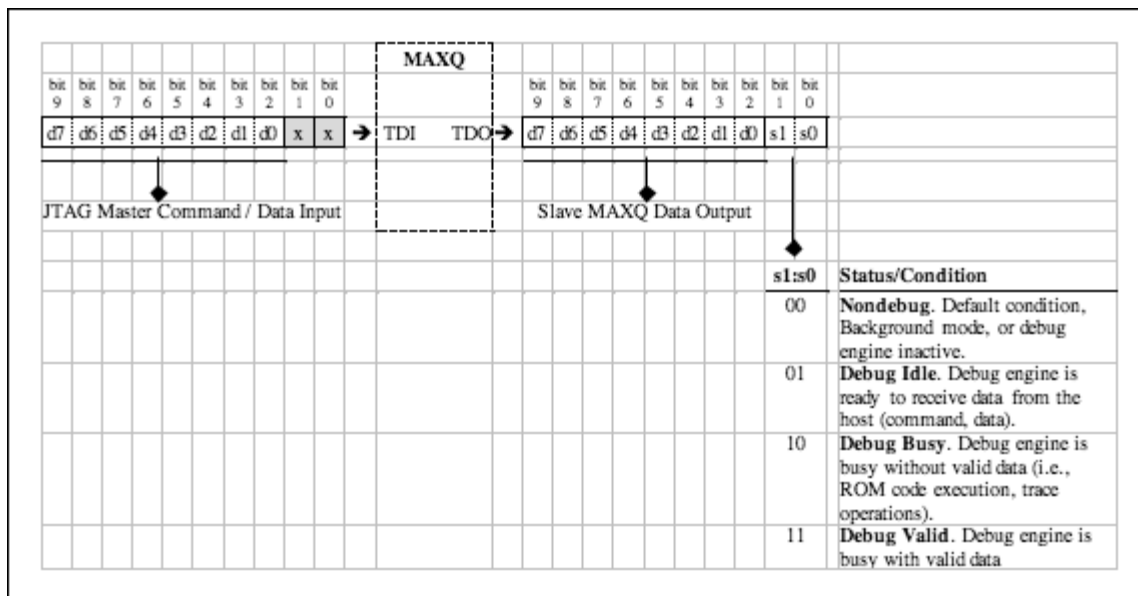 MAXQ
bit bit bit bit bit bit bit bit bit bit
9 8 7 6 5 4 3 2 1 0
bit bit bit bit bit bit bit bit bit bit
9 8 7 6 5 4 3 2 1 0
d7 d6 d5 d4 d3 d2 d1 d0 x x → TDI TDO → d7 d6 d5 d4 d3 d2 d1 d0 s1 s0
JTAG Master Command / Data Input
Slave MAXQ Data Output
s1:s0 Status/Condition
00 Nondebug. Default condition,
Background mode, or debug
engine inactive.
01 Debug Idle. Debug engine is
ready to receive data from the
host (command, data).
10 Debug Busy. Debug engine is
busy without valid data (i.e.,
ROM code execution, trace
operations).
11 Debug Valid. Debug engine is
busy with valid data